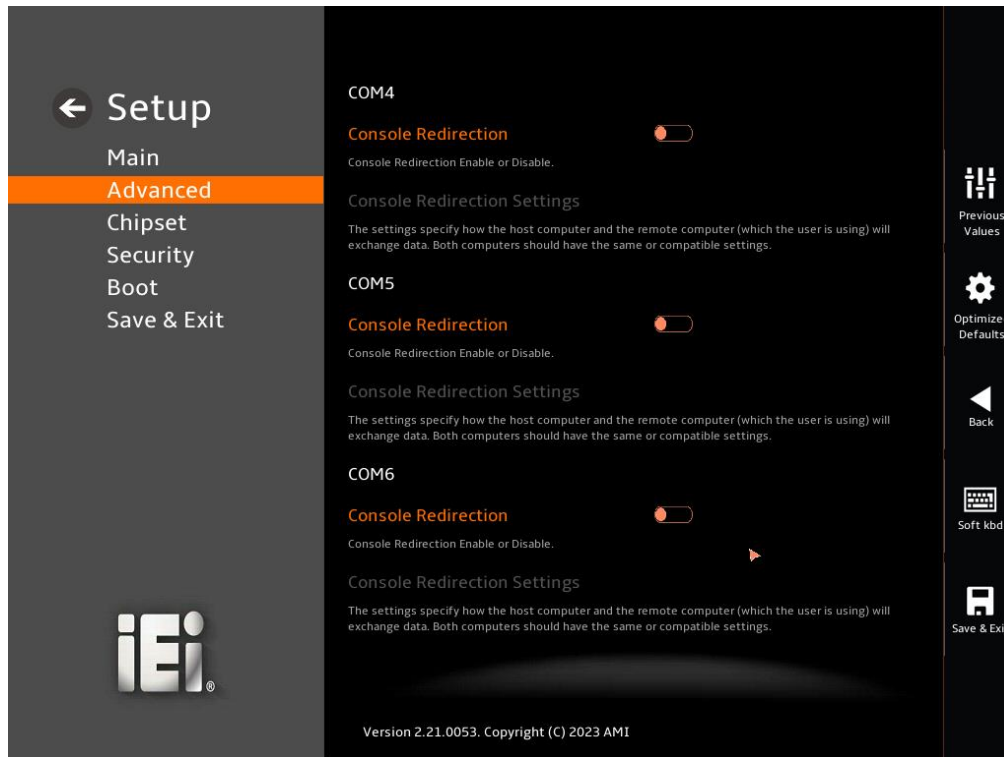 Setup
Main
Advanced
Chipset
Security
Boot
Save & Exit
COM4
Console Redirection
Console Redirection Enable or Disable.
Console Redirection Settings
The settings specify how the host computer and the remote computer (which the user is using) will
exchange data. Both computers should have the same or compatible settings.
COM5
Console Redirection
Console Redirection Enable or Disable.
Console Redirection Settings
The settings specify how the host computer and the remote computer (which the user is using) will
exchange data. Both computers should have the same or compatible settings.
COM6
Console Redirection
Console Redirection Enable or Disable.
Console Redirection Settings
The settings specify how the host computer and the remote computer (which the user is using) will
exchange data. Both computers should have the same or compatible settings.
Previous
Values
Optimize
Defaults
Back
Soft kbd
Save & Exi
iEi®
Version 2.21.0053. Copyright (C) 2023 AMI